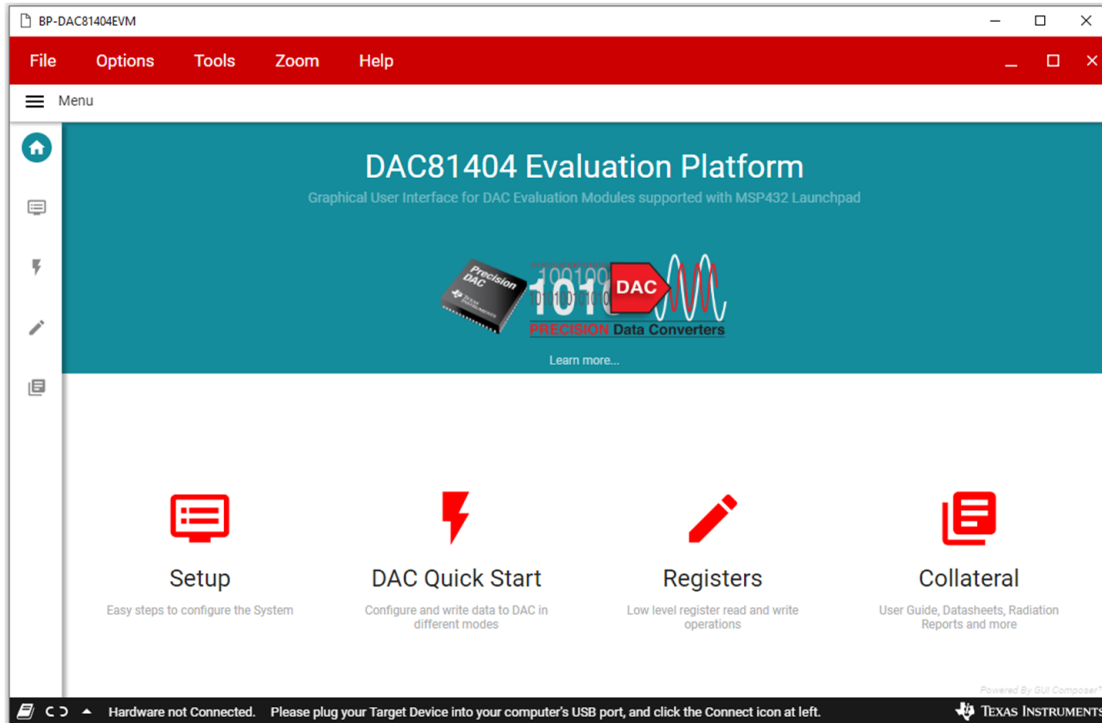 BP-DAC81404EVM
File Options Tools Zoom Help
Menu
DAC81404 Evaluation Platform
Graphical User Interface for DAC Evaluation Modules supported with MSP432 Launchpad
Precision
DAC
TEXAS
INSTRUMENTS
DAC
PRECISION Data Converters
Learn more...
Setup
Easy steps to configure the System
DAC Quick Start
Configure and write data to DAC in
different modes
Registers
Low level register read and write
operations
Collateral
User Guide, Datasheets, Radiation
Reports and more
Powered By GUI Composer™
Hardware not Connected. Please plug your Target Device into your computer's USB port, and click the Connect icon at left.
TEXAS INSTRUMENTS